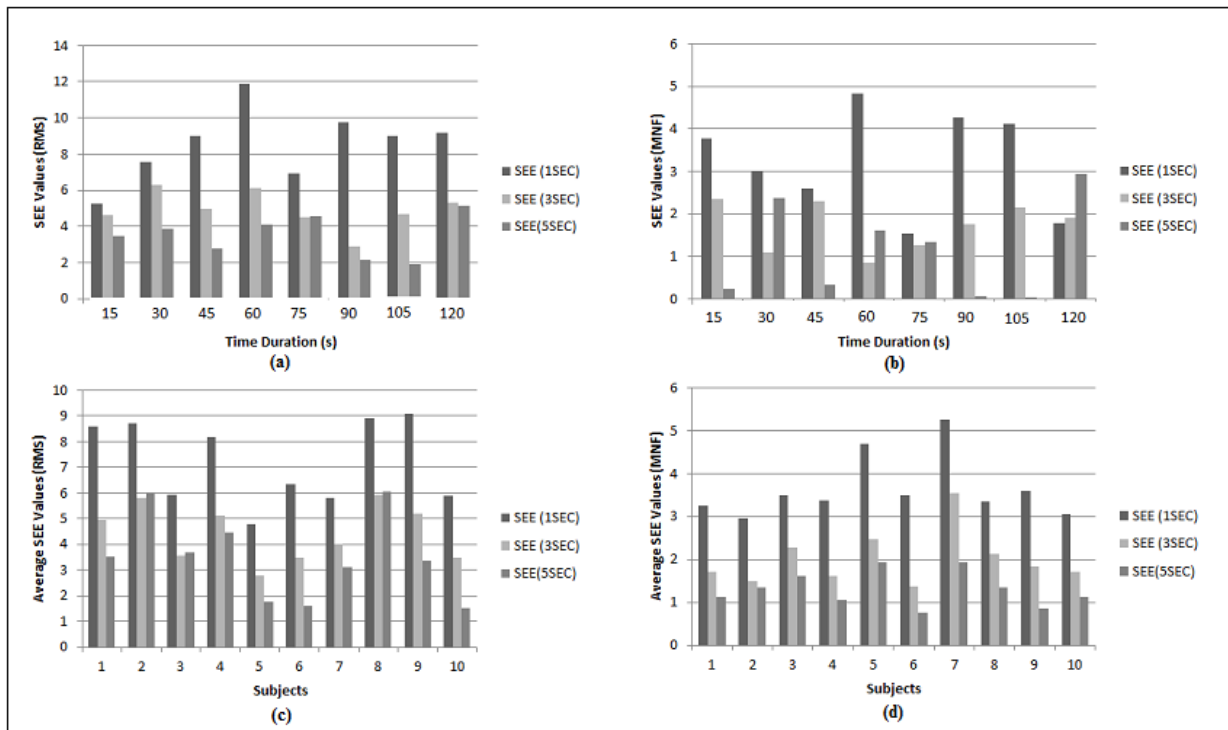 14
12
10
8
6
4
2
0
SEE Values (RMS)
15 30 45 60 75 90 105 120
Time Duration (s)
(a)
SEE (1SEC)
SEE (3SEC)
SEE(5SEC)
6
5
4
3
2
1
0
SEE Values (MNF)
15 30 45 60 75 90 105 120
Time Duration (s)
(b)
SEE (1SEC)
SEE (3SEC)
SEE (5SEC)
10
9
8
7
6
5
4
3
2
1
0
Average SEE Values (RMS)
1 2 3 4 5 6 7 8 9 10
Subjects
(c)
SEE (1SEC)
SEE (3SEC)
SEE(5SEC)
6
5
4
3
2
1
0
Average SEE Values (MNF)
1 2 3 4 5 6 7 8 9 10
Subjects
(d)
SEE (1SEC)
SEE (3SEC)
SEE(5SEC)